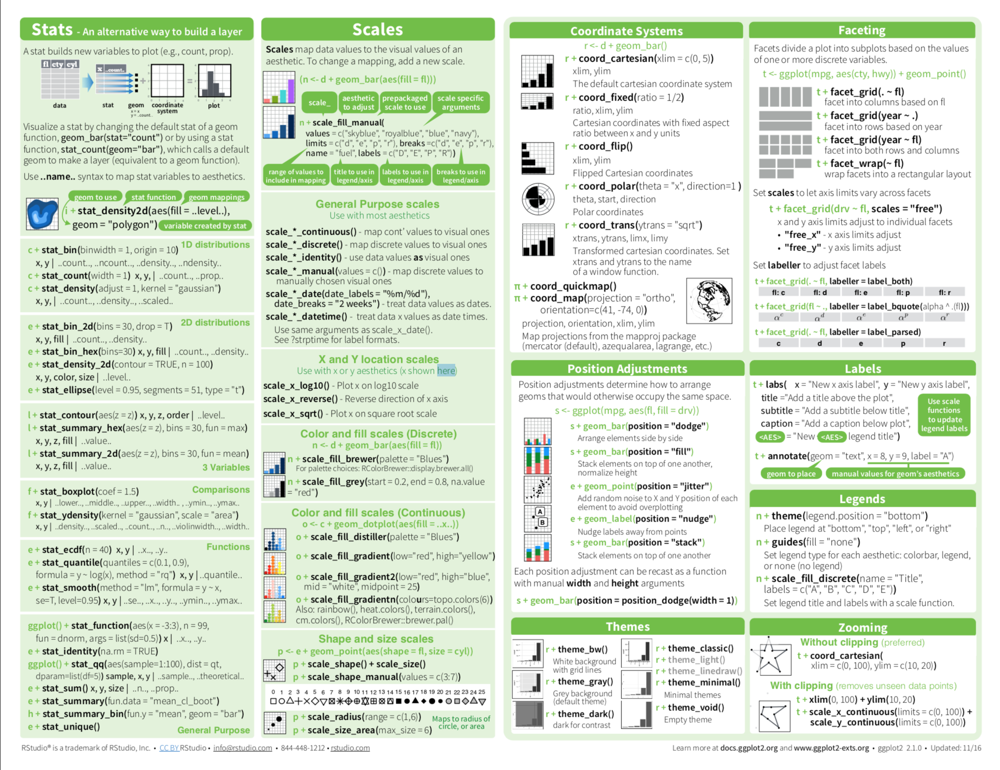 Stats - An alternative way to build a layer
A stat builds new variables to plot (e.g., count, prop).
fl cty cyl
x ..count..
+
=
data
stat
geom
x = x
y = ..count..
coordinate
system
plot
Visualize a stat by changing the default stat of a geom
function, geom_bar(stat="count") or by using a stat
function, stat_count(geom="bar"), which calls a default
geom to make a layer (equivalent to a geom function).
Use ..name.. syntax to map stat variables to aesthetics.
geom to use
stat function
geom mappings
i + stat_density2d(aes(fill = ..level..),
geom = "polygon")
variable created by stat
1D distributions
c + stat_bin(binwidth = 1, origin = 10)
x, y | ..count.., ..ncount.., ..density.., ..ndensity..
c + stat_count(width = 1) x, y, | ..count.., ..prop..
c + stat_density(adjust = 1, kernel = "gaussian")
x, y, | ..count.., ..density.., ..scaled..
2D distributions
e + stat_bin_2d(bins = 30, drop = T)
x, y, fill | ..count.., ..density..
e + stat_bin_hex(bins=30) x, y, fill | ..count.., ..density..
e + stat_density_2d(contour = TRUE, n = 100)
x, y, color, size | ..level..
e + stat_ellipse(level = 0.95, segments = 51, type = "t")
l + stat_contour(aes(z = z)) x, y, z, order | ..level..
l + stat_summary_hex(aes(z = z), bins = 30, fun = max)
x, y, z, fill | ..value..
l + stat_summary_2d(aes(z = z), bins = 30, fun = mean)
x, y, z, fill | ..value..
3 Variables
Comparisons
f + stat_boxplot(coef = 1.5)
x, y | ..lower.., ..middle.., ..upper.., ..width.. , ..ymin.., ..ymax..
f + stat_ydensity(kernel = "gaussian", scale = "area")
x, y | ..density.., ..scaled.., ..count.., ..n.., ..violinwidth.., ..width..
Functions
e + stat_ecdf(n = 40) x, y | ..x.., ..y..
e + stat_quantile(quantiles = c(0.1, 0.9),
formula = y ~ log(x), method = "rq") x, y | ..quantile..
e + stat_smooth(method = "lm", formula = y ~ x,
se=T, level=0.95) x, y | ..se.., ..x.., ..y.., ..ymin.., ..ymax..
ggplot() + stat_function(aes(x = -3:3), n = 99,
fun = dnorm, args = list(sd=0.5)) x | ..x.., ..y..
e + stat_identity(na.rm = TRUE)
ggplot() + stat_qq(aes(sample=1:100), dist = qt,
dparam=list(df=5)) sample, x, y | ..sample.., ..theoretical..
e + stat_sum() x, y, size | ..n.., ..prop..
e + stat_summary(fun.data = "mean_cl_boot")
h + stat_summary_bin(fun.y = "mean", geom = "bar")
e + stat_unique()
General Purpose
Scales
Scales map data values to the visual values of an
aesthetic. To change a mapping, add a new scale.
(n <- d + geom_bar(aes(fill = fl)))
scale_
aesthetic
to adjust
prepackaged
scale to use
scale specific
arguments
n + scale_fill_manual(
values = c("skyblue", "royalblue", "blue", "navy"),
limits = c("d", "e", "p", "r"), breaks =c("d", "e", "p", "r"),
name = "fuel", labels = c("D", "E", "P", "R"))
range of values to
include in mapping
title to use in
legend/axis
labels to use in
legend/axis
breaks to use in
legend/axis
General Purpose scales
Use with most aesthetics
scale_*_continuous() - map cont' values to visual ones
scale_*_discrete() - map discrete values to visual ones
scale_*_identity() - use data values as visual ones
scale_*_manual(values = c()) - map discrete values to
manually chosen visual ones
scale_*_date(date_labels = "%m/%d"),
date_breaks = "2 weeks") - treat data values as dates.
scale_*_datetime() - treat data x values as date times.
Use same arguments as scale_x_date().
See ?strptime for label formats.
X and Y location scales
Use with x or y aesthetics (x shown here)
scale_x_log10() - Plot x on log10 scale
scale_x_reverse() - Reverse direction of x axis
scale_x_sqrt() - Plot x on square root scale
Color and fill scales (Discrete)
n <- d + geom_bar(aes(fill = fl))
n + scale_fill_brewer(palette = "Blues")
For palette choices: RColorBrewer::display.brewer.all()
n + scale_fill_grey(start = 0.2, end = 0.8, na.value
= "red")
Color and fill scales (Continuous)
o <- c + geom_dotplot(aes(fill = ..x..))
o + scale_fill_distiller(palette = "Blues")
o + scale_fill_gradient(low="red", high="yellow")
o + scale_fill_gradient2(low="red", high="blue",
mid = "white", midpoint = 25)
o + scale_fill_gradientn(colours=topo.colors(6))
Also: rainbow(), heat.colors(), terrain.colors(),
cm.colors(), RColorBrewer::brewer.pal()
Shape and size scales
p <- e + geom_point(aes(shape = fl, size = cyl))
p + scale_shape() + scale_size()
p + scale_shape_manual(values = c(3:7))
0 1 2 3 4 5 6 7 8 9 10 11 12 13 14 15 16 17 18 19 20 21 22 23 24 25
p + scale_radius(range = c(1,6))
p + scale_size_area(max_size = 6)
Maps to radius of
circle, or area
Coordinate Systems
r <- d + geom_bar()
r + coord_cartesian(xlim = c(0, 5))
xlim, ylim
The default cartesian coordinate system
r + coord_fixed(ratio = 1/2)
ratio, xlim, ylim
Cartesian coordinates with fixed aspect
ratio between x and y units
r + coord_flip()
xlim, ylim
Flipped Cartesian coordinates
r + coord_polar(theta = "x", direction=1 )
theta, start, direction
Polar coordinates
r + coord_trans(ytrans = "sqrt")
xtrans, ytrans, limx, limy
Transformed cartesian coordinates. Set
xtrans and ytrans to the name
of a window function.
π + coord_quickmap()
π + coord_map(projection = "ortho",
orientation=c(41, -74, 0))
projection, orientation, xlim, ylim
Map projections from the mapproj package
(mercator (default), azequalarea, lagrange, etc.)
Position Adjustments
Position adjustments determine how to arrange
geoms that would otherwise occupy the same space.
s <- ggplot(mpg, aes(fl, fill = drv))
s + geom_bar(position = "dodge")
Arrange elements side by side
s + geom_bar(position = "fill")
Stack elements on top of one another,
normalize height
e + geom_point(position = "jitter")
Add random noise to X and Y position of each
element to avoid overplotting
A
B
e + geom_label(position = "nudge")
Nudge labels away from points
s + geom_bar(position = "stack")
Stack elements on top of one another
Each position adjustment can be recast as a function
with manual width and height arguments
s + geom_bar(position = position_dodge(width = 1))
Themes
r + theme_bw()
White background
with grid lines
r + theme_gray()
Grey background
(default theme)
r + theme_dark()
dark for contrast
r + theme_classic()
r + theme_light()
r + theme_linedraw()
r + theme_minimal()
Minimal themes
r + theme_void()
Empty theme
Faceting
Facets divide a plot into subplots based on the values
of one or more discrete variables.
t <- ggplot(mpg, aes(cty, hwy)) + geom_point()
t + facet_grid(. ~ fl)
facet into columns based on fl
t + facet_grid(year ~ .)
facet into rows based on year
t + facet_grid(year ~ fl)
facet into both rows and columns
t + facet_wrap(~ fl)
wrap facets into a rectangular layout
Set scales to let axis limits vary across facets
t + facet_grid(drv ~ fl, scales = "free")
x and y axis limits adjust to individual facets
• "free_x" - x axis limits adjust
• "free_y" - y axis limits adjust
Set labeller to adjust facet labels
t + facet_grid(. ~ fl, labeller = label_both)
fl: c fl: d fl: e fl: p fl: r
t + facet_grid(fl ~ ., labeller = label_bquote(alpha ^ .(fl)))
α^c α^d α^e α^p α^r
t + facet_grid(. ~ fl, labeller = label_parsed)
c d e p r
Labels
t + labs( x = "New x axis label", y = "New y axis label",
title ="Add a title above the plot",
subtitle = "Add a subtitle below title",
caption = "Add a caption below plot",
<AES> = "New <AES> legend title")
Use scale
functions
to update
legend labels
t + annotate(geom = "text", x = 8, y = 9, label = "A")
geom to place
manual values for geom's aesthetics
Legends
n + theme(legend.position = "bottom")
Place legend at "bottom", "top", "left", or "right"
n + guides(fill = "none")
Set legend type for each aesthetic: colorbar, legend,
or none (no legend)
n + scale_fill_discrete(name = "Title",
labels = c("A", "B", "C", "D", "E"))
Set legend title and labels with a scale function.
Zooming
Without clipping (preferred)
t + coord_cartesian(
xlim = c(0, 100), ylim = c(10, 20))
With clipping (removes unseen data points)
t + xlim(0, 100) + ylim(10, 20)
t + scale_x_continuous(limits = c(0, 100)) +
scale_y_continuous(limits = c(0, 100))
RStudio® is a trademark of RStudio, Inc. • CC BY RStudio • info@rstudio.com • 844-448-1212 • rstudio.com
Learn more at docs.ggplot2.org and www.ggplot2-exts.org • ggplot2 2.1.0 • Updated: 11/16